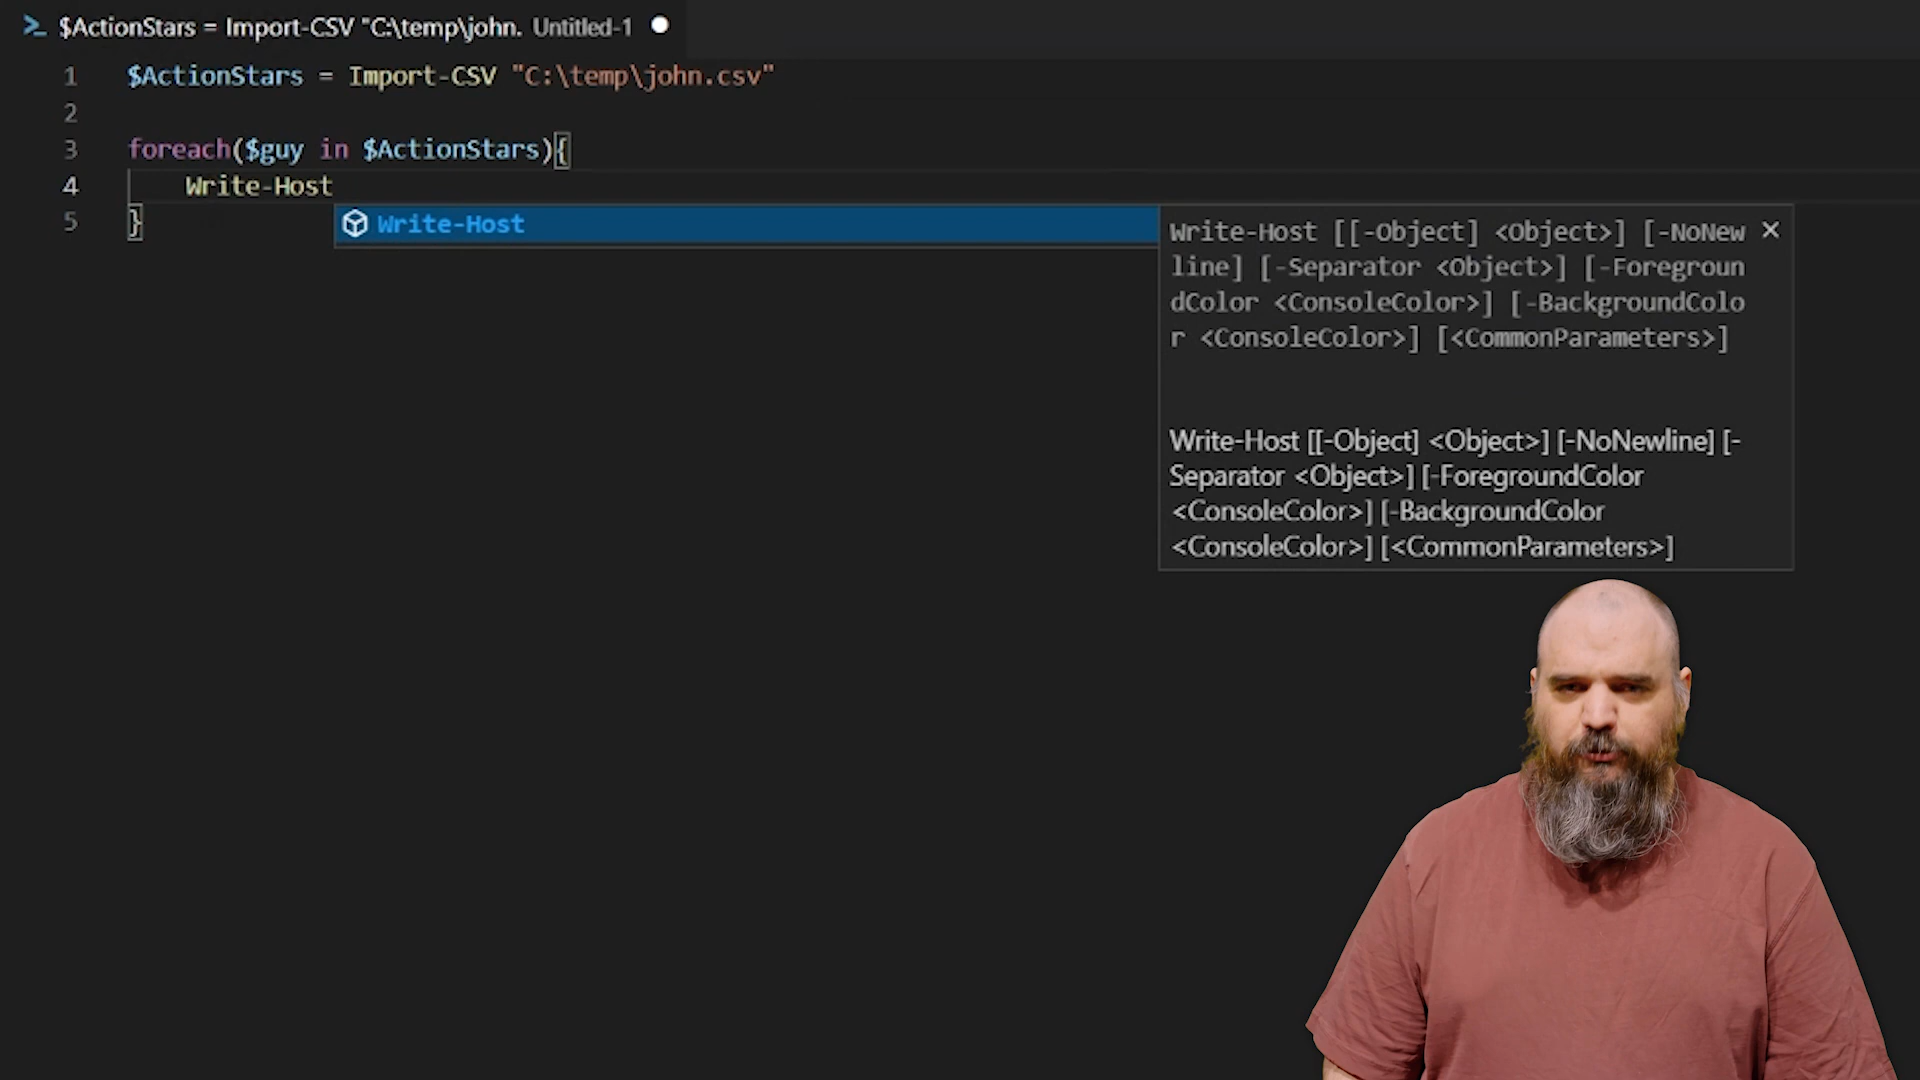 $ActionStars = Import-CSV "C:\temp\john. Untitled-1
1 $ActionStars = Import-CSV "C:\temp\john.csv"
2
3 foreach($guy in $ActionStars){
4 Write-Host
5 }
Write-Host
Write-Host [[-Object] <Object>] [-NoNew
line] [-Separator <Object>] [-Foregroun
dColor <ConsoleColor>] [-BackgroundColo
r <ConsoleColor>] [<CommonParameters>]
Write-Host [[-Object] <Object>] [-NoNewline] [-
Separator <Object>] [-ForegroundColor
<ConsoleColor>] [-BackgroundColor
<ConsoleColor>] [<CommonParameters>]